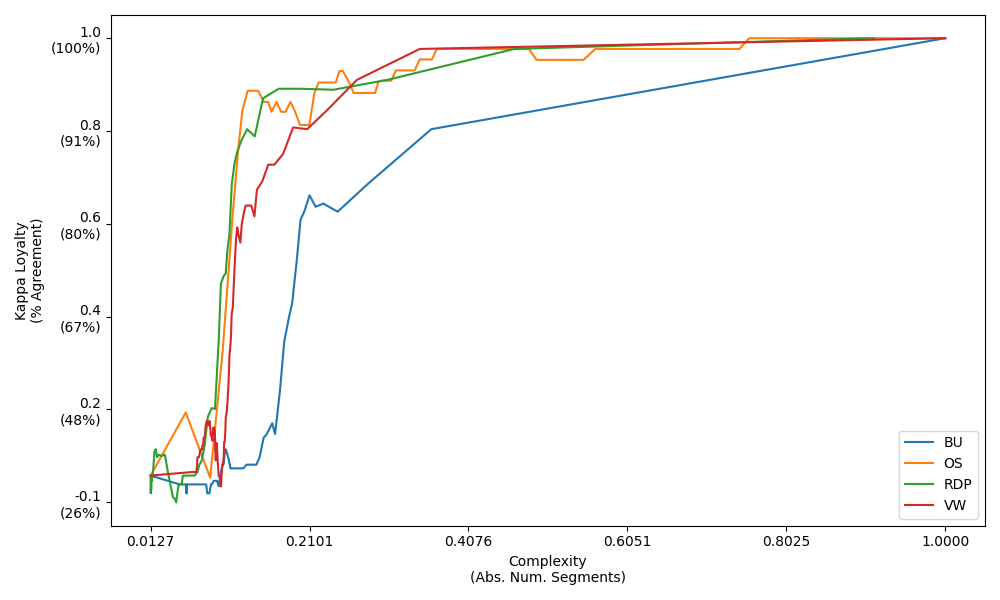 Kappa Loyalty
(% Agreement)
1.0
(100%)
0.8
(91%)
0.6
(80%)
0.4
(67%)
0.2
(48%)
-0.1
(26%)
BU
OS
RDP
VW
0.0127 0.2101 0.4076 0.6051 0.8025 1.0000
Complexity
(Abs. Num. Segments)